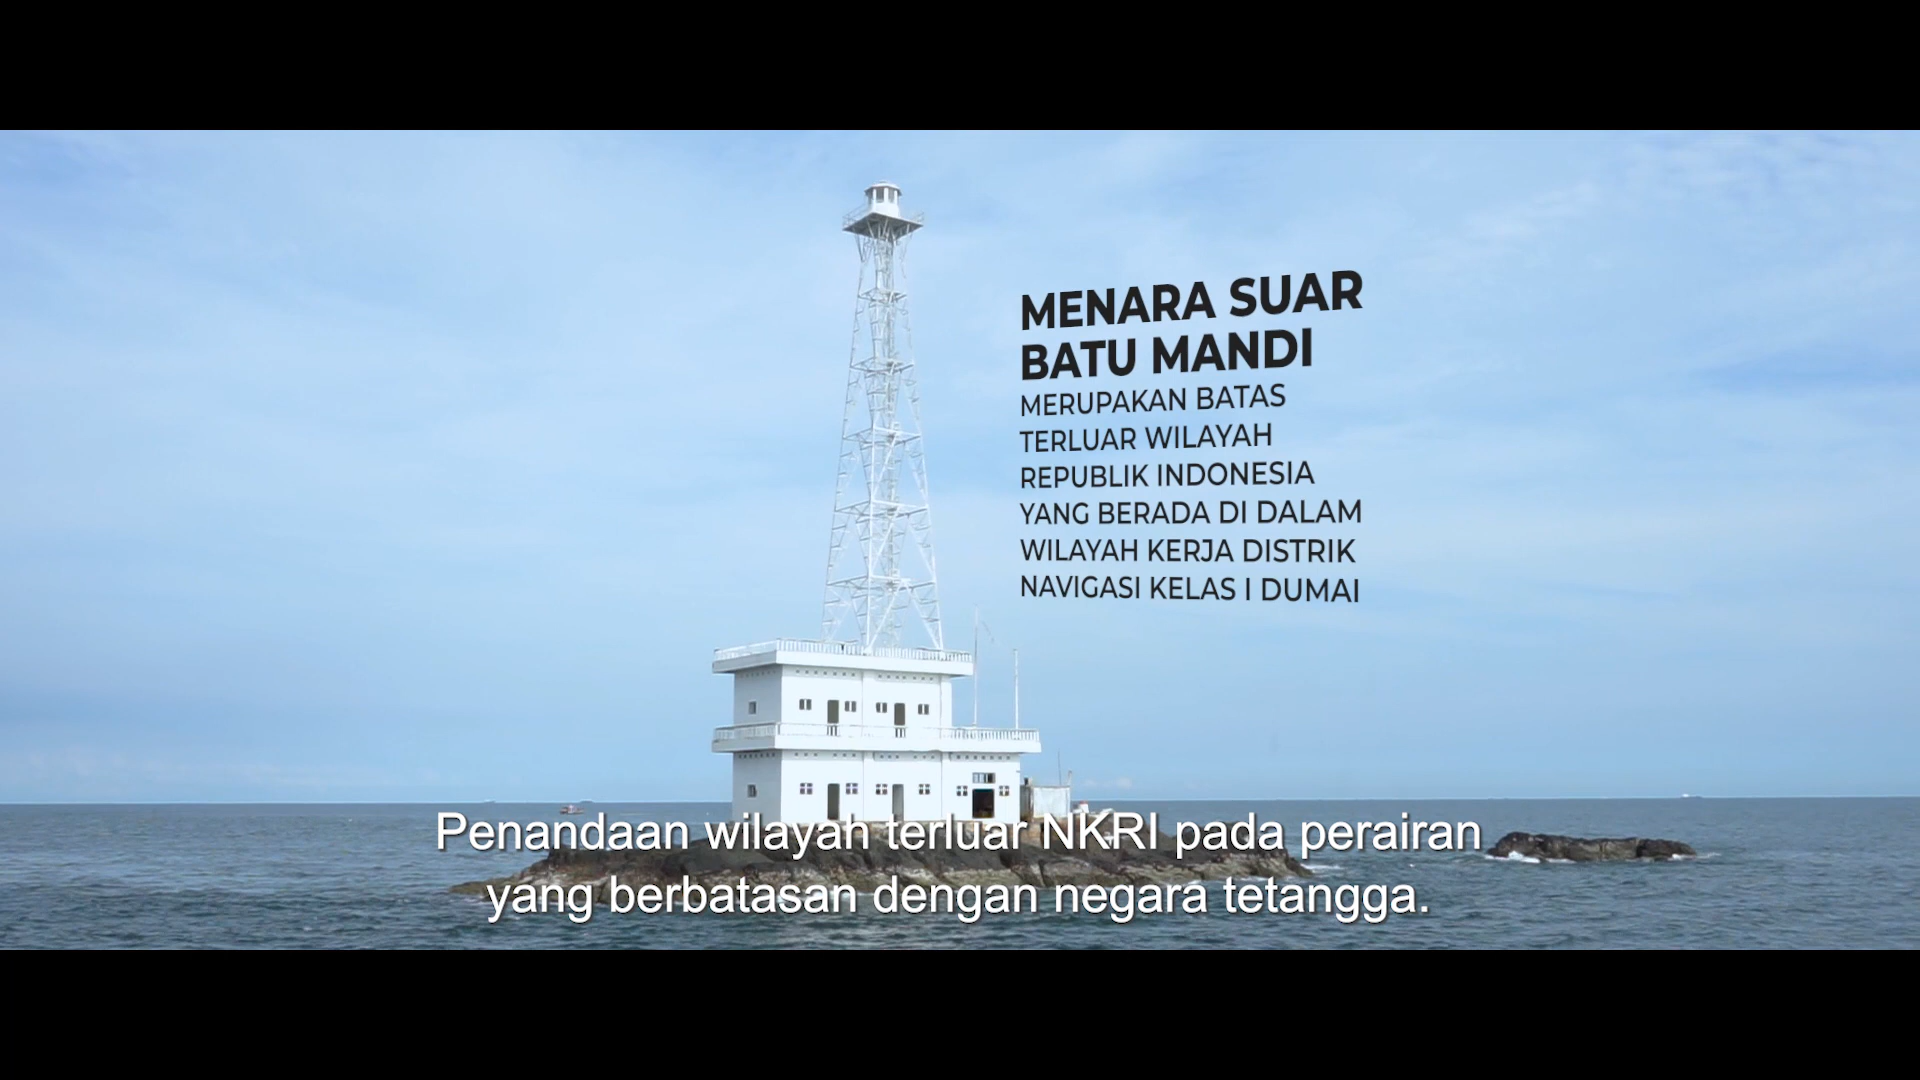 MENARA SUAR
BATU MANDI
MERUPAKAN BATAS
TERLUAR WILAYAH
REPUBLIK INDONESIA
YANG BERADA DI DALAM
WILAYAH KERJA DISTRIK
NAVIGASI KELAS I DUMAI
Penandaan wilayah terluar NKRI pada perairan
yang berbatasan dengan negara tetangga.